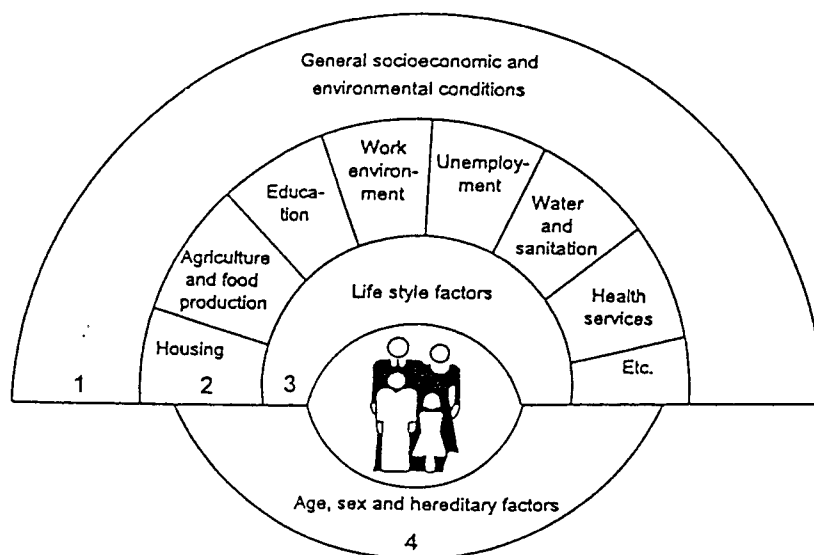 General socioeconomic and
environmental conditions
Work
environ-
ment
Unemploy-
ment
Educa-
tion
Water
and
sanitation
Agriculture
and food
production
Life style factors
Health
services
Housing
Etc.
1
2
3
Age, sex and hereditary factors
4